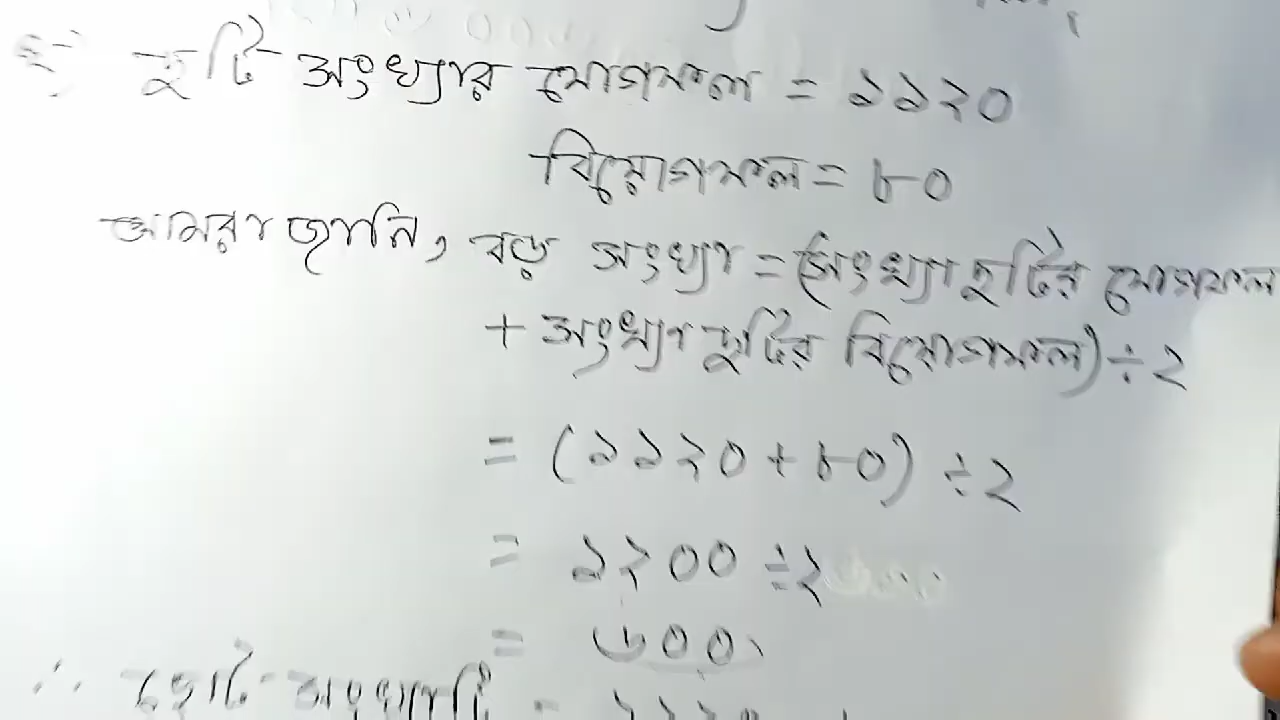 দুটি সংখ্যার যোগফল = ১১২০
বিয়োগফল = ৮০
আমরা জানি, বড় সংখ্যা = (সংখ্যা দুটির যোগফল
+ সংখ্যা দুটির বিয়োগফল) ÷ ২
= (১১২০ + ৮০) ÷ ২
= ১২০০ ÷ ২
= ৬০০
∴ ছোট সংখ্যাটি =